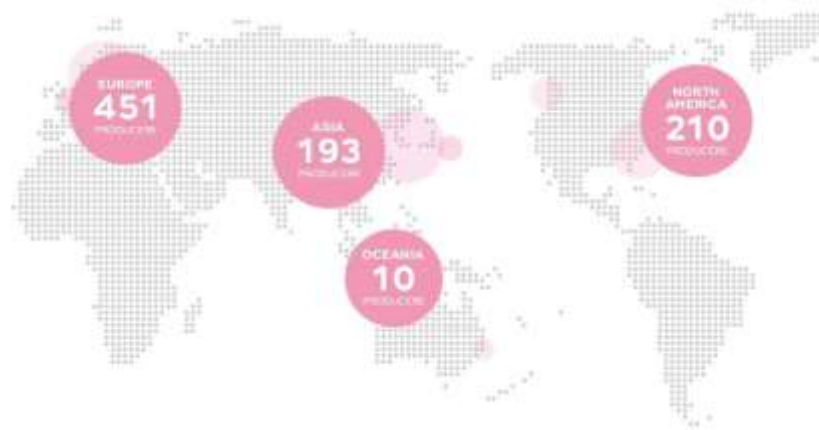 EUROPE
451
PRODUCERS
ASIA
193
PRODUCERS
NORTH
AMERICA
210
PRODUCERS
OCEANIA
10
PRODUCERS